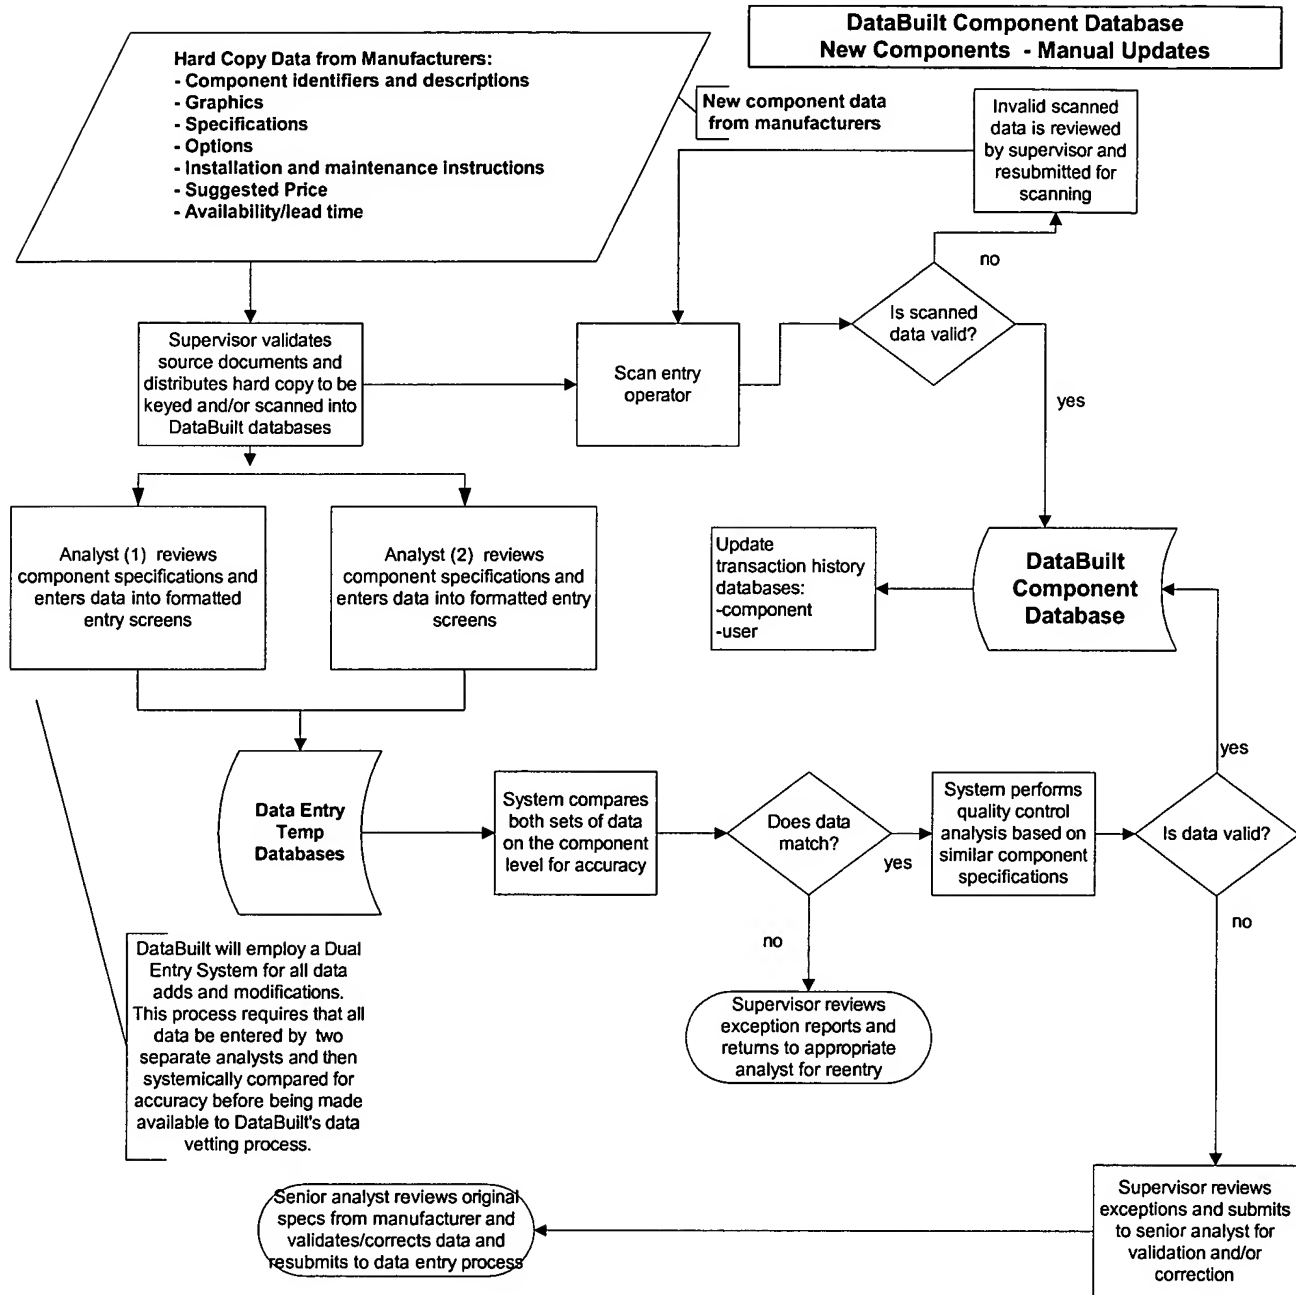 DataBuilt Component Database
New Components - Manual Updates
Hard Copy Data from Manufacturers:
- Component identifiers and descriptions
- Graphics
- Specifications
- Options
- Installation and maintenance instructions
- Suggested Price
- Availability/lead time
New component data
from manufacturers
Invalid scanned
data is reviewed
by supervisor and
resubmitted for
scanning
no
Is scanned
data valid?
yes
Supervisor validates
source documents and
distributes hard copy to be
keyed and/or scanned into
DataBuilt databases
Scan entry
operator
Analyst (1) reviews
component specifications and
enters data into formatted
entry screens
Analyst (2) reviews
component specifications and
enters data into formatted entry
screens
Update
transaction history
databases:
-component
-user
DataBuilt
Component
Database
yes
Data Entry
Temp
Databases
System compares
both sets of data
on the component
level for accuracy
Does data
match?
yes
System performs
quality control
analysis based on
similar component
specifications
Is data valid?
no
no
DataBuilt will employ a Dual
Entry System for all data
adds and modifications.
This process requires that all
data be entered by two
separate analysts and then
systemically compared for
accuracy before being made
available to DataBuilt's data
vetting process.
Supervisor reviews
exception reports and
returns to appropriate
analyst for reentry
Senior analyst reviews original
specs from manufacturer and
validates/corrects data and
resubmits to data entry process
Supervisor reviews
exceptions and submits
to senior analyst for
validation and/or
correction